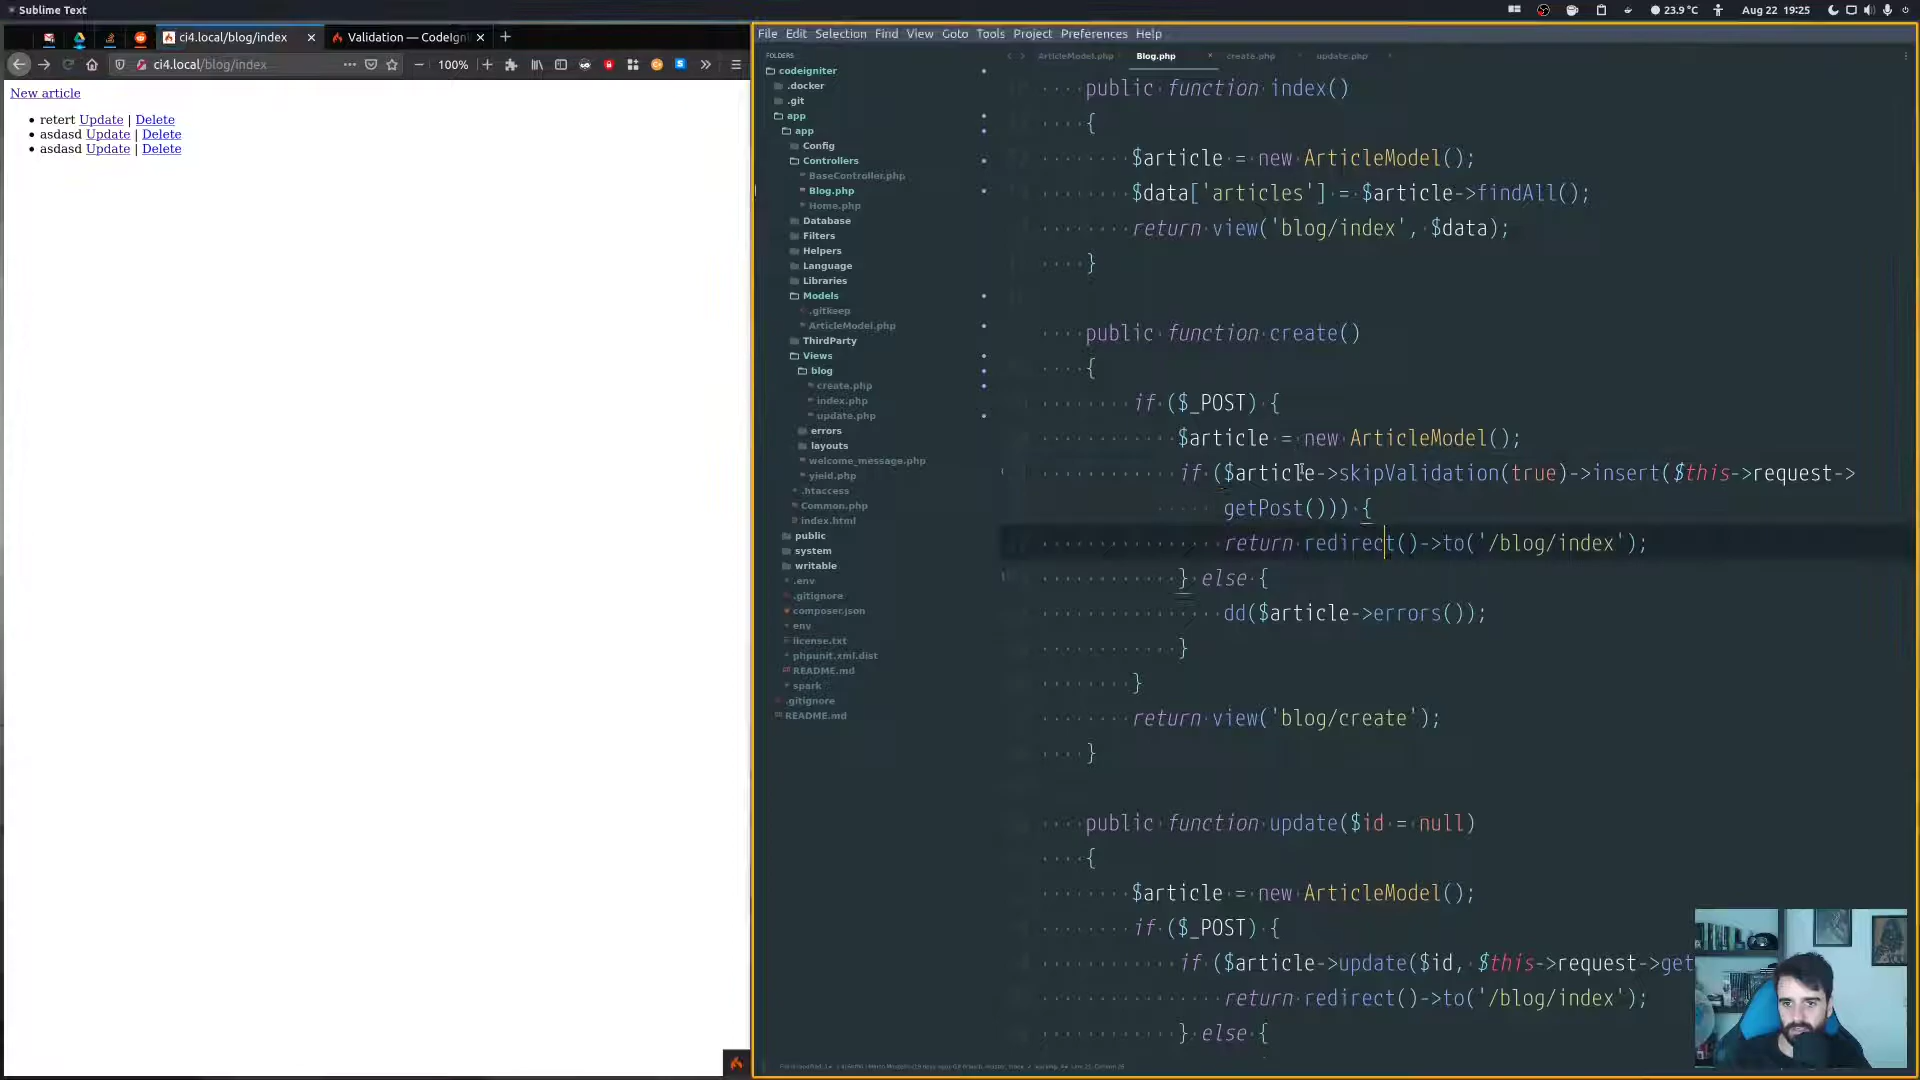 Sublime Text
23.9 °C
Aug 22 19:25
ci4.local/blog/index
Validation — CodeIgni
ci4.local/blog/index
100%
New article
retert Update | Delete
asdasd Update | Delete
asdasd Update | Delete
File Edit Selection Find View Goto Tools Project Preferences Help
FOLDERS
codeigniter
.docker
.git
app
app
Config
Controllers
BaseController.php
Blog.php
Home.php
Database
Filters
Helpers
Language
Libraries
Models
.gitkeep
ArticleModel.php
ThirdParty
Views
blog
create.php
index.php
update.php
errors
layouts
welcome_message.php
yield.php
.htaccess
Common.php
index.html
public
system
writable
.env
.gitignore
composer.json
env
license.txt
phpunit.xml.dist
README.md
spark
.gitignore
README.md
ArticleModel.php
Blog.php
create.php
update.php
public function index()
{
$article = new ArticleModel();
$data['articles'] = $article->findAll();
return view('blog/index', $data);
}
public function create()
{
if ($_POST) {
$article = new ArticleModel();
if ($article->skipValidation(true)->insert($this->request->
getPost())) {
return redirect()->to('/blog/index');
} else {
dd($article->errors());
}
}
return view('blog/create');
}
public function update($id = null)
{
$article = new ArticleModel();
if ($_POST) {
if ($article->update($id, $this->request->get
return redirect()->to('/blog/index');
} else {